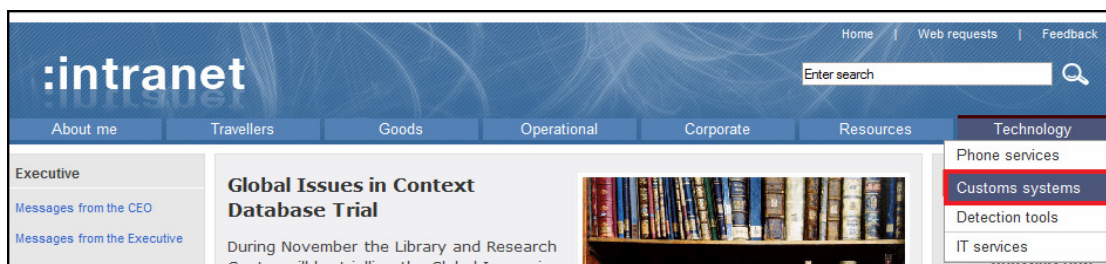 Home | Web requests | Feedback
:intranet
Enter search
About me Travellers Goods Operational Corporate Resources Technology
Phone services
Customs systems
Detection tools
IT services
Executive
Messages from the CEO
Messages from the Executive
Global Issues in Context
Database Trial
During November the Library and Research